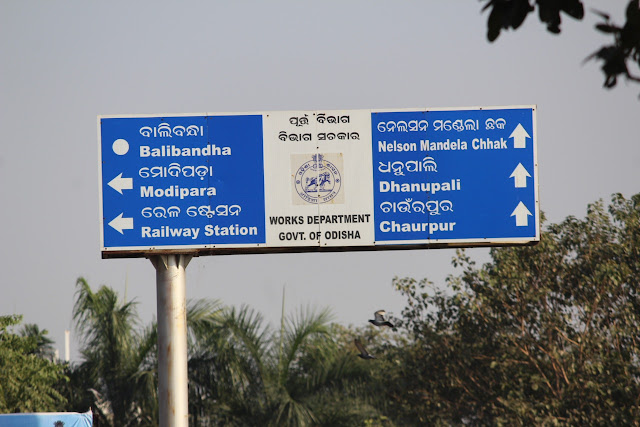 ବାଲିବନ୍ଧା
Balibandha
ମୋଦିପଡ଼ା
Modipara
ରେଳ ଷ୍ଟେସନ
Railway Station
ପୂର୍ତ୍ତ ବିଭାଗ
ବିଭାଗ ସରକାର
WORKS DEPARTMENT
GOVT. OF ODISHA
ନେଲସନ ମଣ୍ଡେଲା ଛକ
Nelson Mandela Chhak
ଧନୁପାଲି
Dhanupali
ଚାଉଁରପୁର
Chaurpur